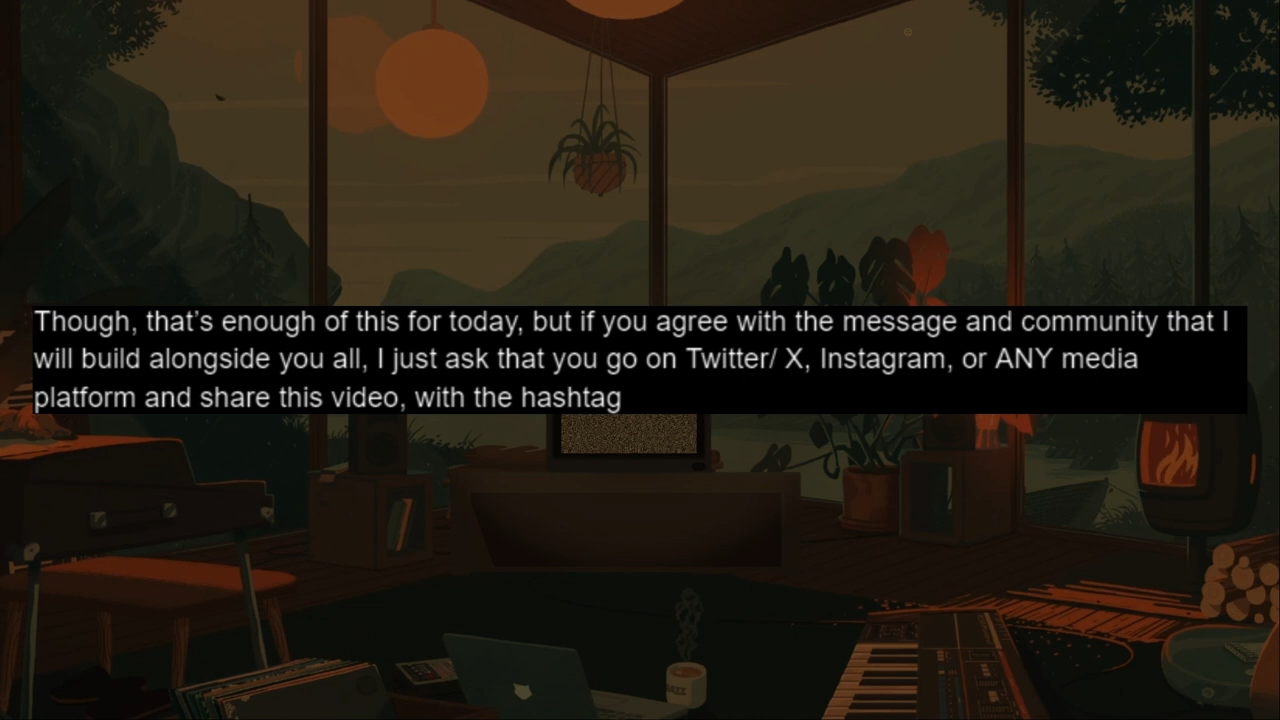 Though, that’s enough of this for today, but if you agree with the message and community that I
will build alongside you all, I just ask that you go on Twitter/ X, Instagram, or ANY media
platform and share this video, with the hashtag
JAZZ